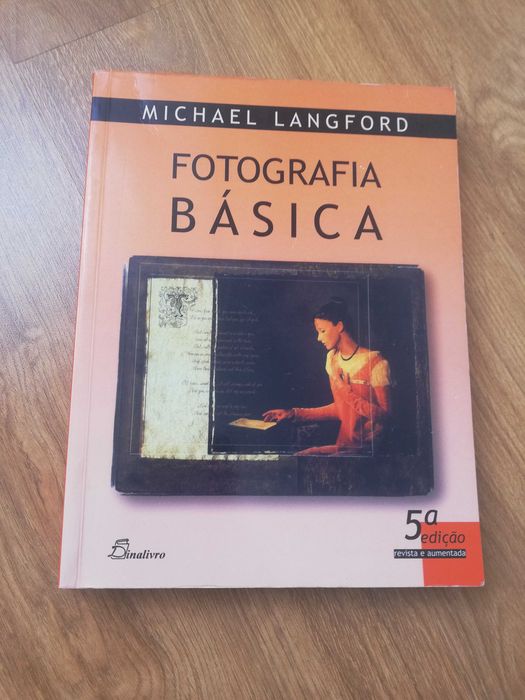 MICHAEL LANGFORD
FOTOGRAFIA
BÁSICA
5ª
edição
revista e aumentada
Dinalivro